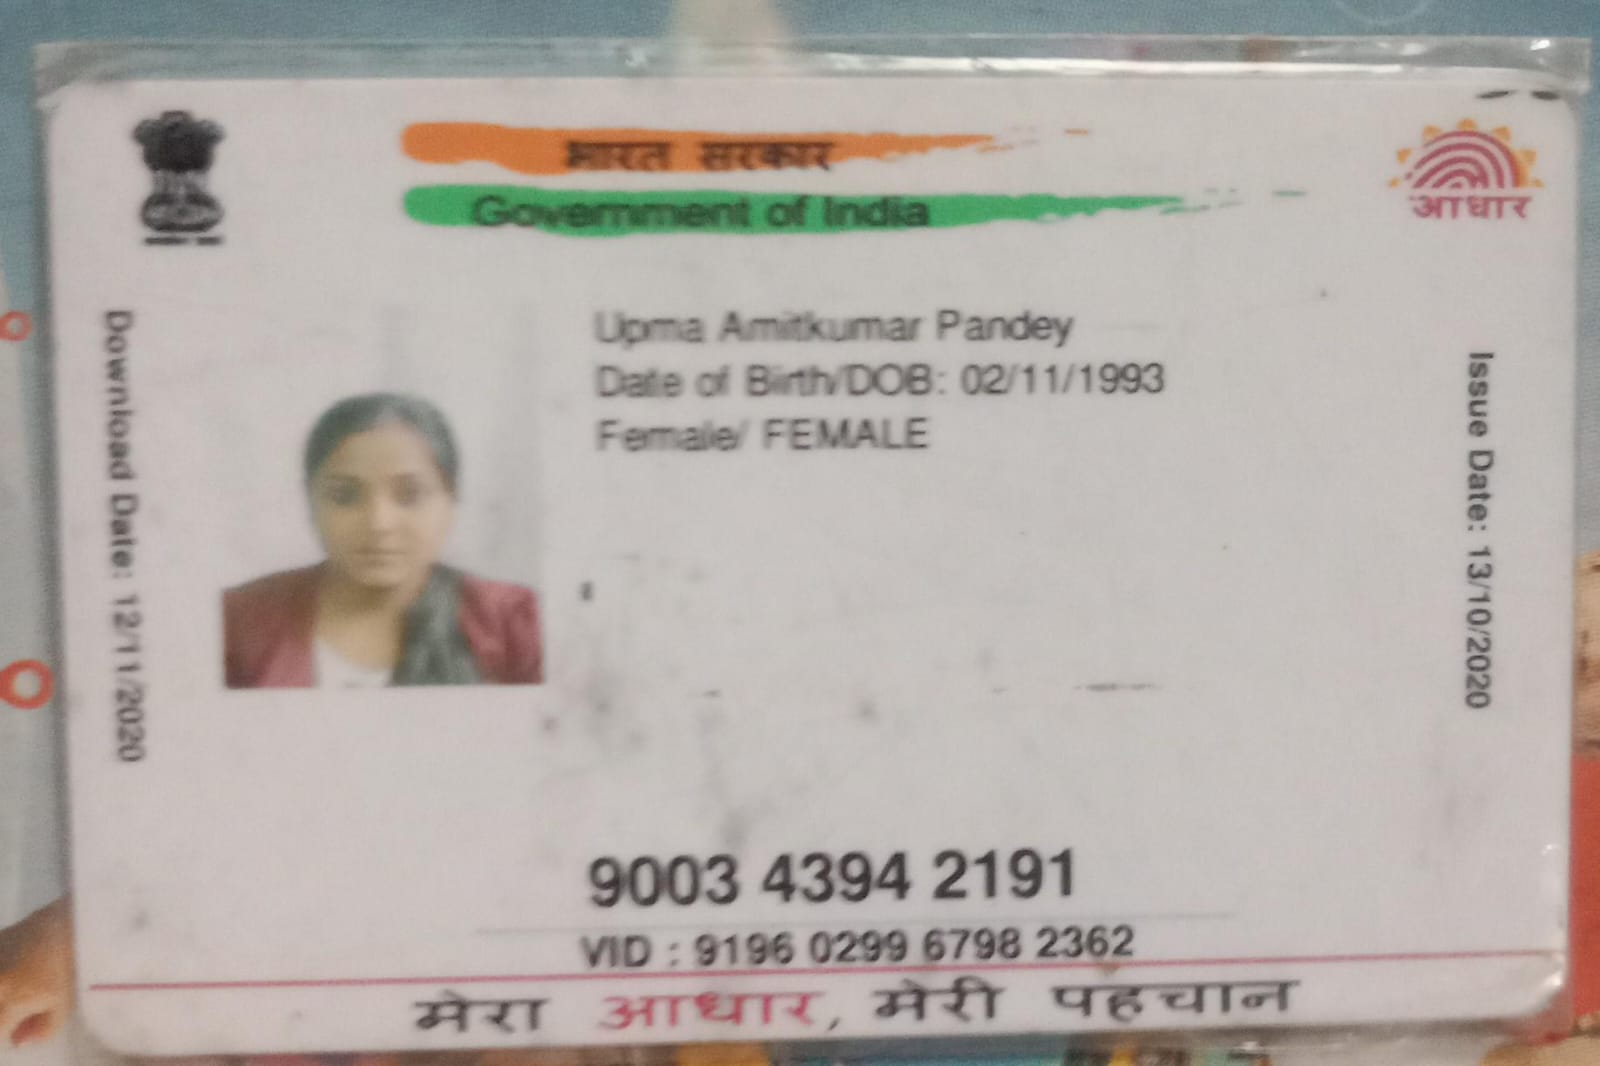 भारत सरकार
Government of India
आधार
Upma Amitkumar Pandey
Date of Birth/DOB: 02/11/1993
Female/ FEMALE
Download Date: 12/11/2020
Issue Date: 13/10/2020
9003 4394 2191
VID : 9196 0299 6798 2362
मेरा आधार, मेरी पहचान